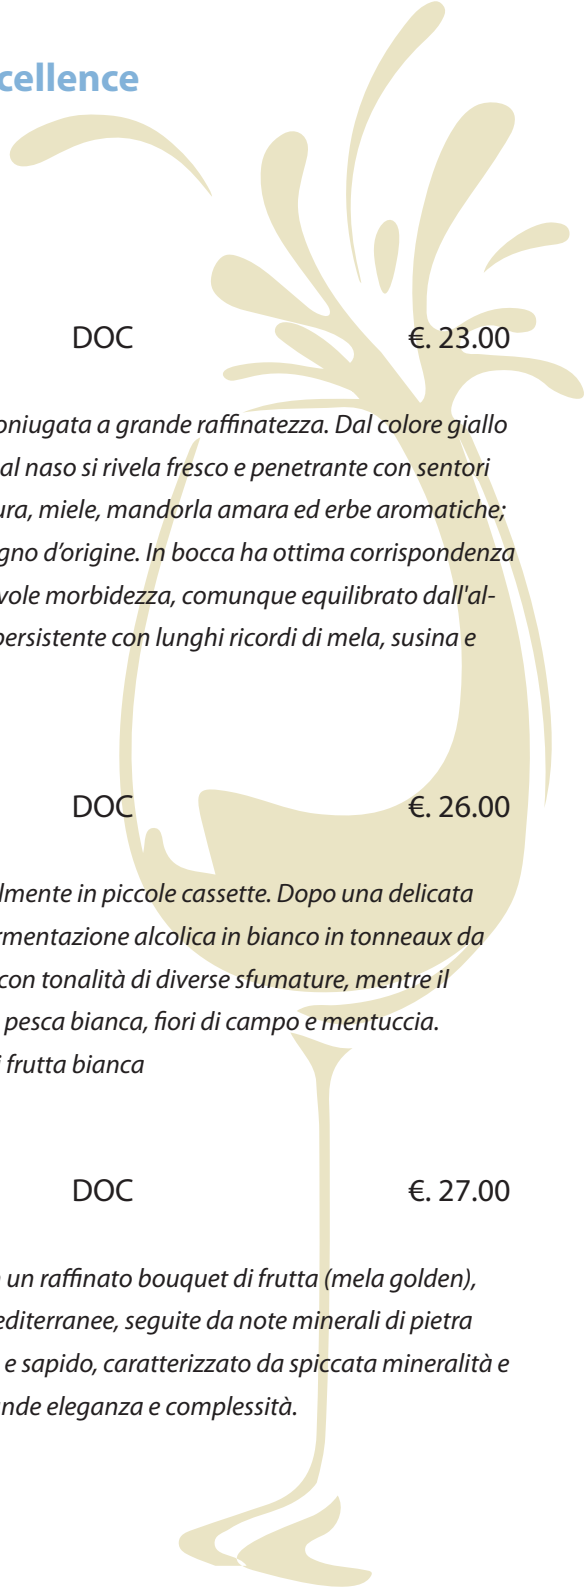 cellence
DOC €. 23.00
oniugata a grande raffinatezza. Dal colore giallo
al naso si rivela fresco e penetrante con sentori
ura, miele, mandorla amara ed erbe aromatiche;
gno d’origine. In bocca ha ottima corrispondenza
vole morbidezza, comunque equilibrato dall'al-
persistente con lunghi ricordi di mela, susina e
DOC €. 26.00
lmente in piccole cassette. Dopo una delicata
rmentazione alcolica in bianco in tonneaux da
con tonalità di diverse sfumature, mentre il
pesca bianca, fiori di campo e mentuccia.
i frutta bianca
DOC €. 27.00
un raffinato bouquet di frutta (mela golden),
editerranee, seguite da note minerali di pietra
e sapido, caratterizzato da spiccata mineralità e
nde eleganza e complessità.